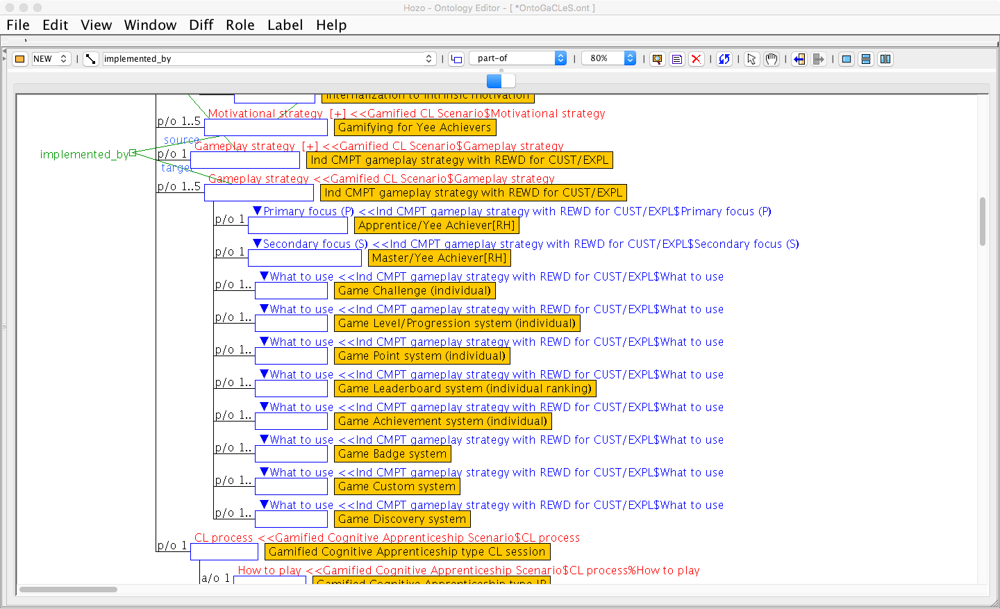 Hozo - Ontology Editor - [ *OntoGaCLeS.ont ]
File Edit View Window Diff Role Label Help
NEW implemented_by part-of 80%
Internalization to intrinsic motivation
Motivational strategy [+] <<Gamified CL Scenario$Motivational strategy
p/o 1..5 Gamifying for Yee Achievers
source
implemented_by
Gameplay strategy [+] <<Gamified CL Scenario$Gameplay strategy
p/o 1 Ind CMPT gameplay strategy with REWD for CUST/EXPL
target
Gameplay strategy <<Gamified CL Scenario$Gameplay strategy
p/o 1..5 Ind CMPT gameplay strategy with REWD for CUST/EXPL
▼Primary focus (P) <<Ind CMPT gameplay strategy with REWD for CUST/EXPL$Primary focus (P)
p/o 1 Apprentice/Yee Achiever[RH]
▼Secondary focus (S) <<Ind CMPT gameplay strategy with REWD for CUST/EXPL$Secondary focus (S)
p/o 1 Master/Yee Achiever[RH]
▼What to use <<Ind CMPT gameplay strategy with REWD for CUST/EXPL$What to use
p/o 1.. Game Challenge (individual)
▼What to use <<Ind CMPT gameplay strategy with REWD for CUST/EXPL$What to use
p/o 1.. Game Level/Progression system (individual)
▼What to use <<Ind CMPT gameplay strategy with REWD for CUST/EXPL$What to use
p/o 1.. Game Point system (individual)
▼What to use <<Ind CMPT gameplay strategy with REWD for CUST/EXPL$What to use
p/o 1.. Game Leaderboard system (individual ranking)
▼What to use <<Ind CMPT gameplay strategy with REWD for CUST/EXPL$What to use
p/o 1.. Game Achievement system (individual)
▼What to use <<Ind CMPT gameplay strategy with REWD for CUST/EXPL$What to use
p/o 1.. Game Badge system
▼What to use <<Ind CMPT gameplay strategy with REWD for CUST/EXPL$What to use
p/o 1.. Game Custom system
▼What to use <<Ind CMPT gameplay strategy with REWD for CUST/EXPL$What to use
p/o 1.. Game Discovery system
CL process <<Gamified Cognitive Apprenticeship Scenario$CL process
p/o 1 Gamified Cognitive Apprenticeship type CL session
How to play <<Gamified Cognitive Apprenticeship Scenario$CL process%How to play
a/o 1 Gamified Cognitive Apprenticeship type IP